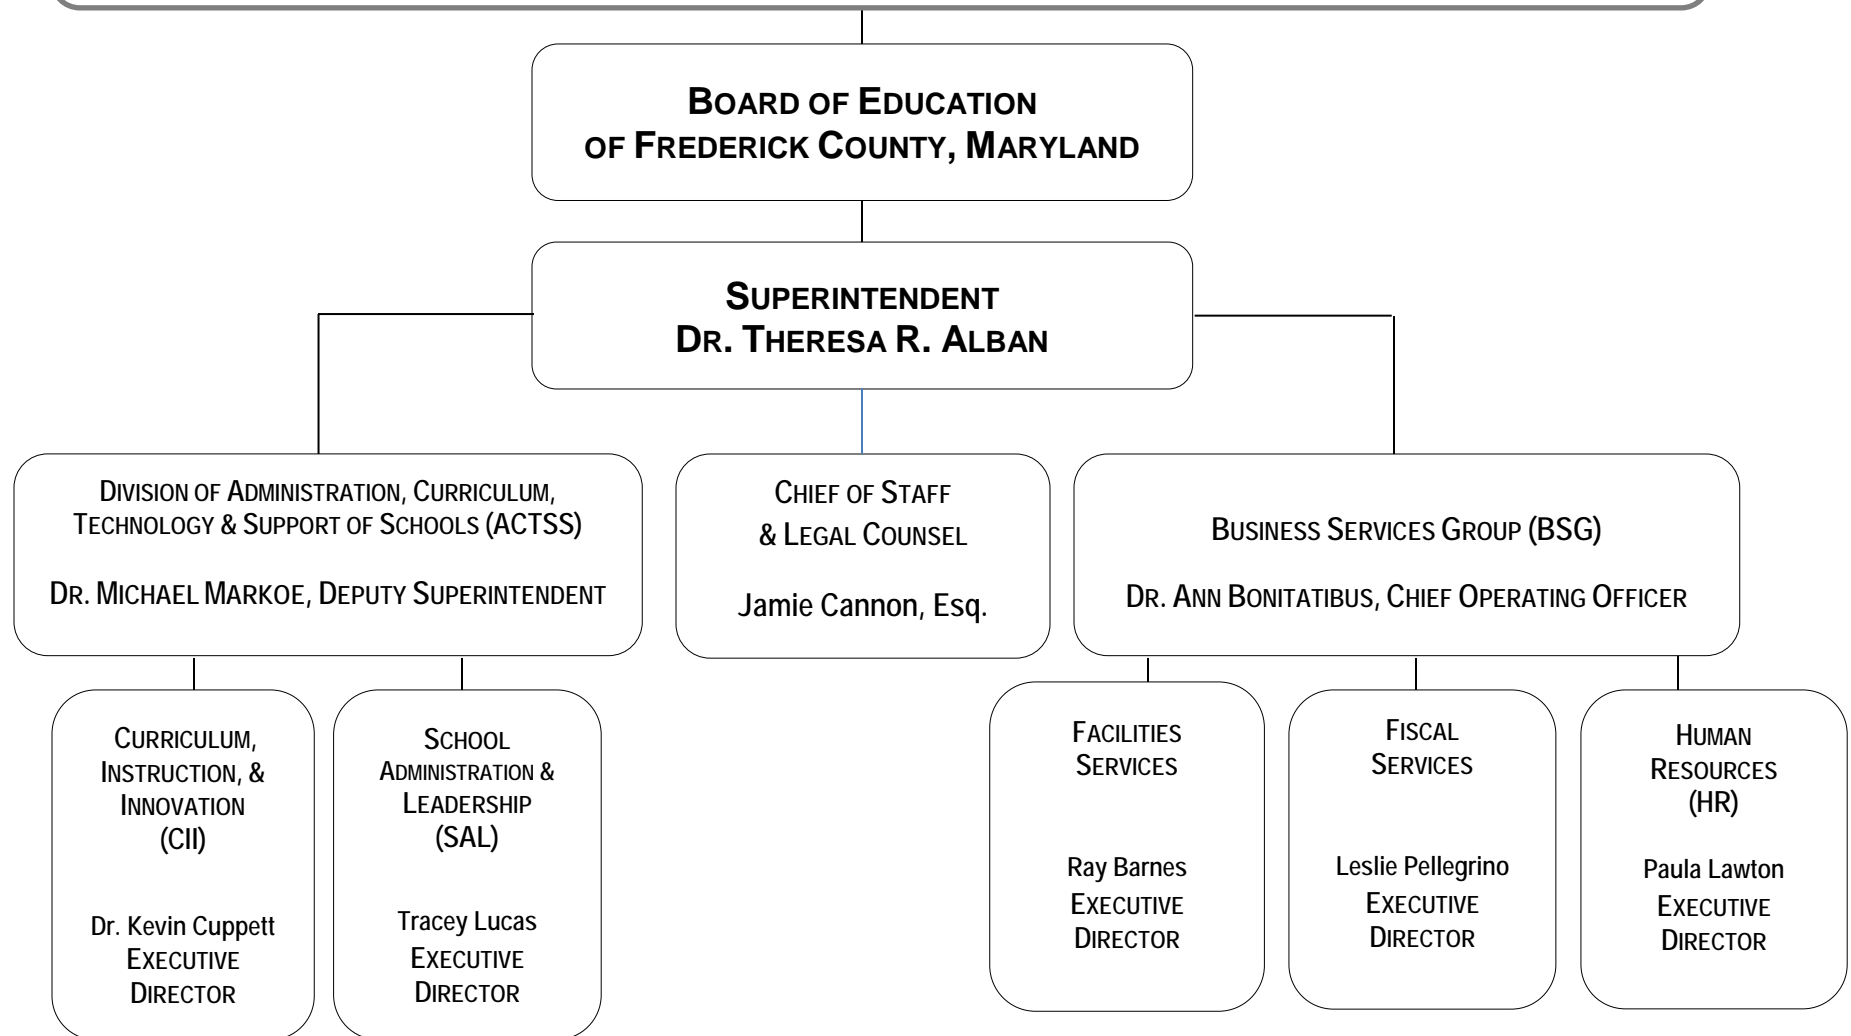 BOARD OF EDUCATION
OF FREDERICK COUNTY, MARYLAND
SUPERINTENDENT
DR. THERESA R. ALBAN
DIVISION OF ADMINISTRATION, CURRICULUM,
TECHNOLOGY & SUPPORT OF SCHOOLS (ACTSS)
DR. MICHAEL MARKOE, DEPUTY SUPERINTENDENT
CHIEF OF STAFF
& LEGAL COUNSEL
Jamie Cannon, Esq.
BUSINESS SERVICES GROUP (BSG)
DR. ANN BONITATIBUS, CHIEF OPERATING OFFICER
CURRICULUM,
INSTRUCTION, &
INNOVATION
(CII)
Dr. Kevin Cuppett
EXECUTIVE
DIRECTOR
SCHOOL
ADMINISTRATION &
LEADERSHIP
(SAL)
Tracey Lucas
EXECUTIVE
DIRECTOR
FACILITIES
SERVICES
Ray Barnes
EXECUTIVE
DIRECTOR
FISCAL
SERVICES
Leslie Pellegrino
EXECUTIVE
DIRECTOR
HUMAN
RESOURCES
(HR)
Paula Lawton
EXECUTIVE
DIRECTOR